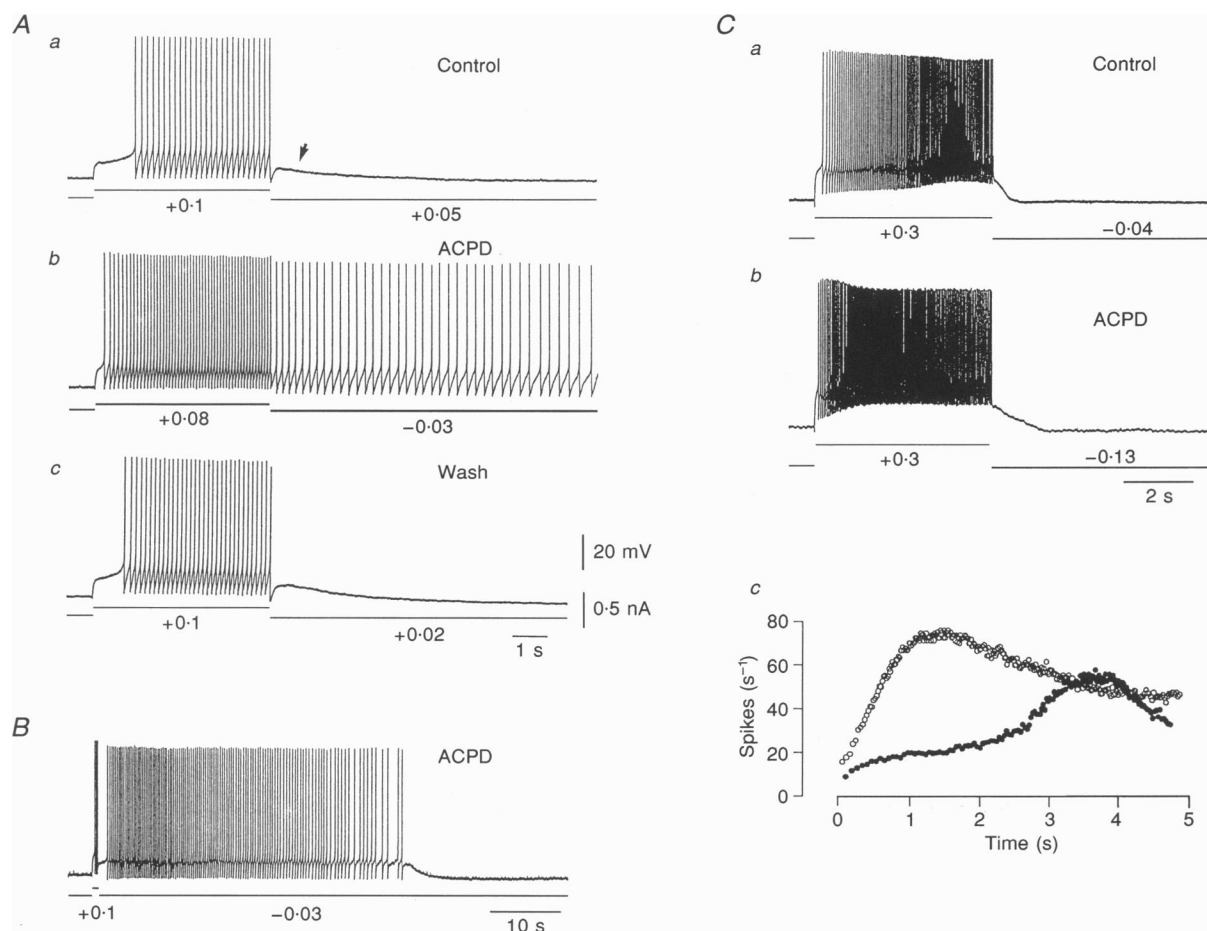 A
a
Control
+0·1
+0·05
b
ACPD
+0·08
−0·03
c
Wash
20 mV
0·5 nA
+0·1
+0·02
1 s
B
ACPD
+0·1
−0·03
10 s
C
a
Control
+0·3
−0·04
b
ACPD
+0·3
−0·13
2 s
c
80
60
40
20
0
Spikes (s⁻¹)
0 1 2 3 4 5
Time (s)